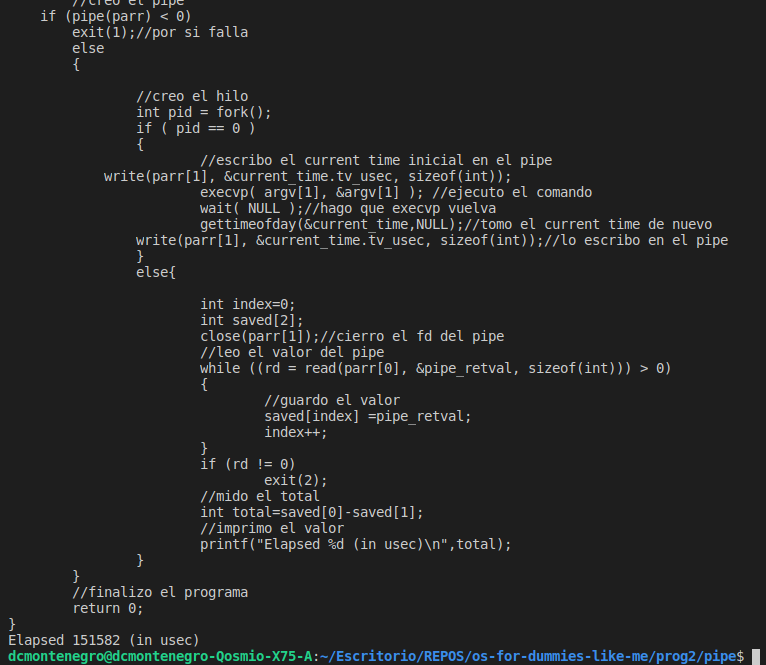 //creo el pipe
    if (pipe(parr) < 0)
        exit(1);//por si falla
        else
        {

                //creo el hilo
                int pid = fork();
                if ( pid == 0 )
                {
                        //escribo el current time inicial en el pipe
            write(parr[1], &current_time.tv_usec, sizeof(int));
                        execvp( argv[1], &argv[1] ); //ejecuto el comando
                        wait( NULL );//hago que execvp vuelva
                        gettimeofday(&current_time,NULL);//tomo el current time de nuevo
                write(parr[1], &current_time.tv_usec, sizeof(int));//lo escribo en el pipe
                }
                else{

                        int index=0;
                        int saved[2];
                        close(parr[1]);//cierro el fd del pipe
                        //leo el valor del pipe
                        while ((rd = read(parr[0], &pipe_retval, sizeof(int))) > 0)
                        {
                                //guardo el valor
                                saved[index] =pipe_retval;
                                index++;
                        }
                        if (rd != 0)
                                exit(2);
                        //mido el total
                        int total=saved[0]-saved[1];
                        //imprimo el valor
                        printf("Elapsed %d (in usec)\n",total);
                }
        }
        //finalizo el programa
        return 0;
}
Elapsed 151582 (in usec)
dcmontenegro@dcmontenegro-Qosmio-X75-A:~/Escritorio/REPOS/os-for-dummies-like-me/prog2/pipe$